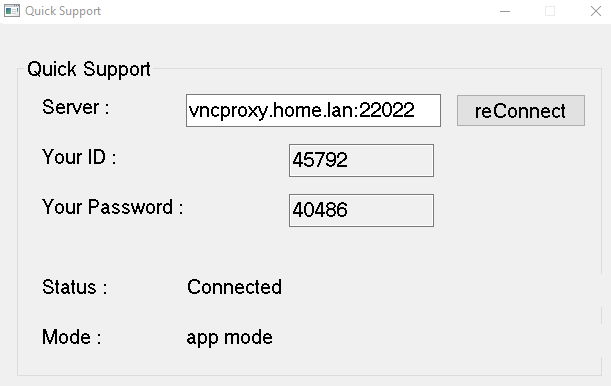 Quick Support
Quick Support
Server : vncproxy.home.lan:22022 reConnect
Your ID : 45792
Your Password : 40486
Status : Connected
Mode : app mode